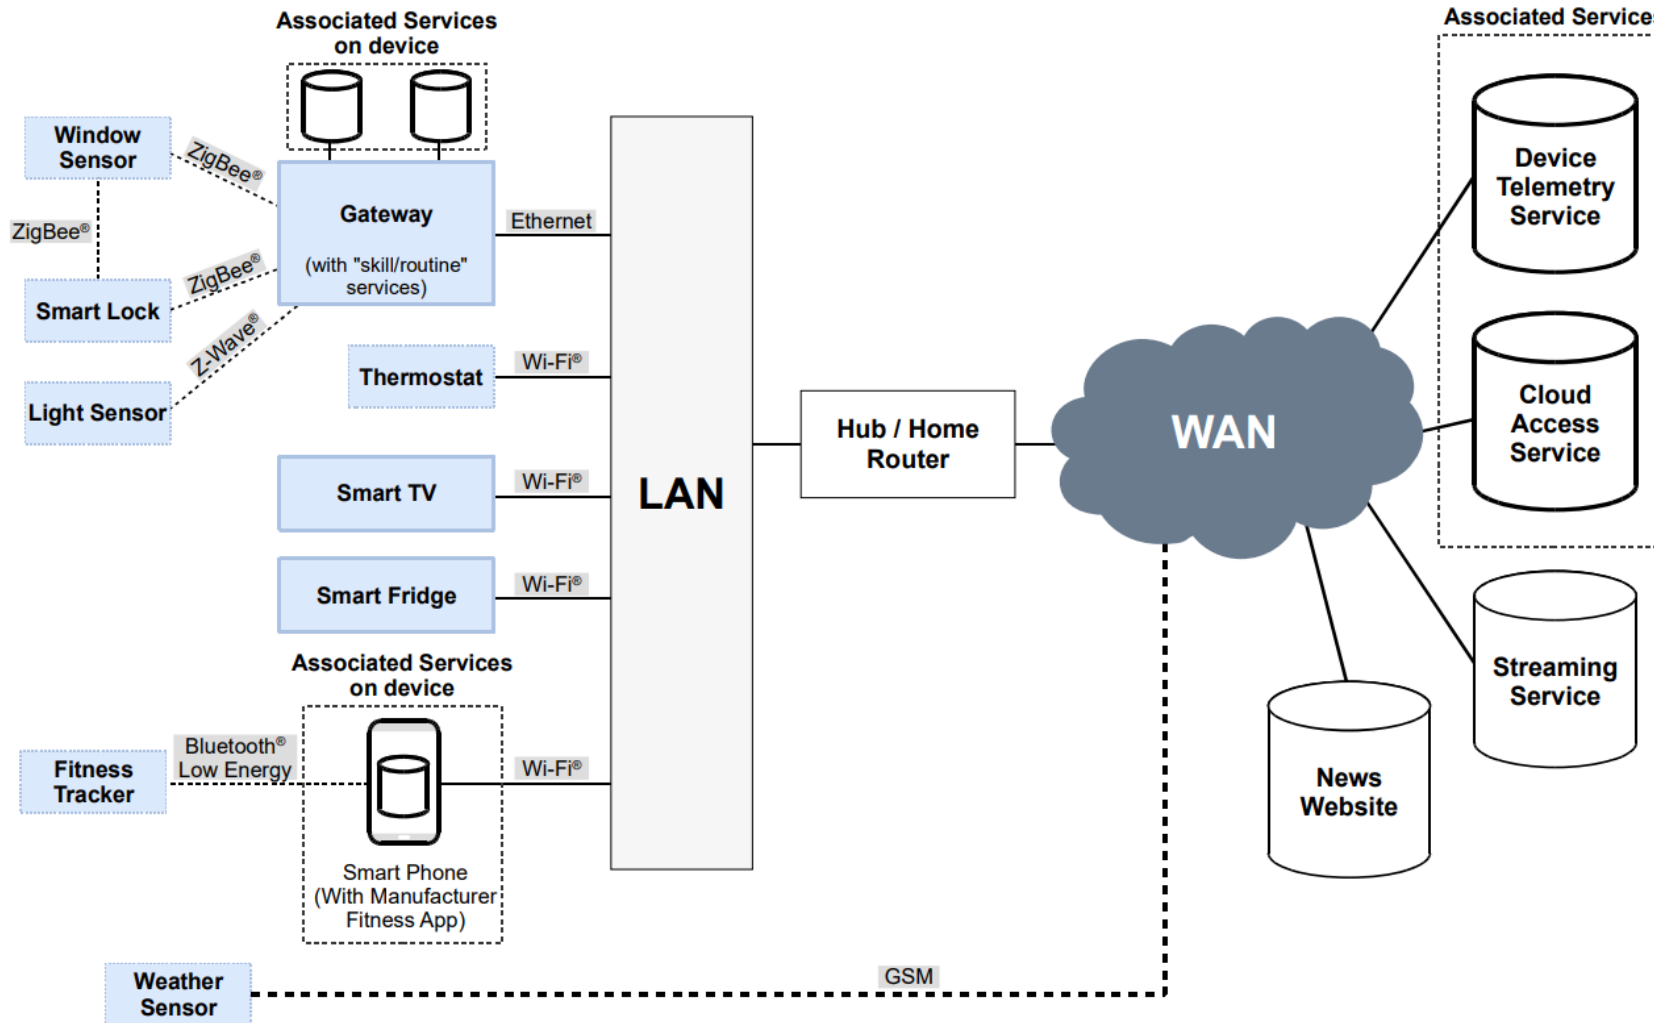 Associated Services
on device
Associated Services
Window
Sensor
ZigBee®
ZigBee®
Gateway
(with "skill/routine"
services)
Ethernet
Device
Telemetry
Service
ZigBee®
Smart Lock
Z-Wave®
Light Sensor
Thermostat
Wi-Fi®
Hub / Home
Router
WAN
Cloud
Access
Service
Smart TV
Wi-Fi®
LAN
Smart Fridge
Wi-Fi®
Associated Services
on device
Streaming
Service
Bluetooth®
Low Energy
Fitness
Tracker
Wi-Fi®
News
Website
Smart Phone
(With Manufacturer
Fitness App)
Weather
Sensor
GSM